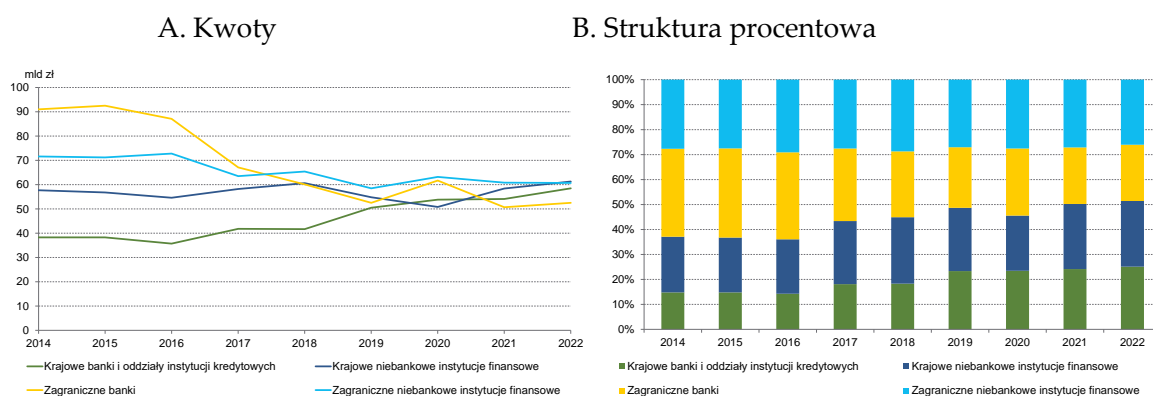 A. Kwoty
mld zł
100
90
80
70
60
50
40
30
20
10
0
2014 2015 2016 2017 2018 2019 2020 2021 2022
Krajowe banki i oddziały instytucji kredytowych Krajowe niebankowe instytucje finansowe
Zagraniczne banki Zagraniczne niebankowe instytucje finansowe
B. Struktura procentowa
100%
90%
80%
70%
60%
50%
40%
30%
20%
10%
0%
2014 2015 2016 2017 2018 2019 2020 2021 2022
Krajowe banki i oddziały instytucji kredytowych Krajowe niebankowe instytucje finansowe
Zagraniczne banki Zagraniczne niebankowe instytucje finansowe